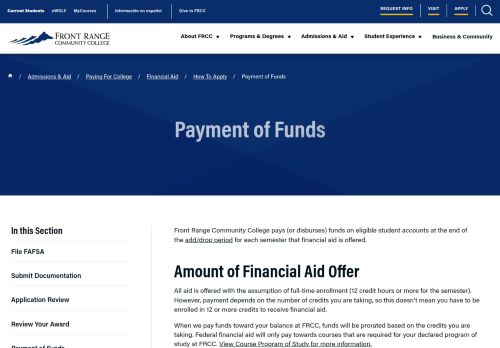 Current Students eWOLF MyCourses Información en español Give to FRCC REQUEST INFO VISIT APPLY
FRONT RANGE
COMMUNITY COLLEGE
About FRCC Programs & Degrees Admissions & Aid Student Experience Business & Community
/ Admissions & Aid / Paying For College / Financial Aid / How To Apply / Payment of Funds
Payment of Funds
In this Section
File FAFSA
Submit Documentation
Application Review
Review Your Award
Payment of Funds
Front Range Community College pays (or disburses) funds on eligible student accounts at the end of
the add/drop period for each semester that financial aid is offered.
Amount of Financial Aid Offer
All aid is offered with the assumption of full-time enrollment (12 credit hours or more for the semester).
However, payment depends on the number of credits you are taking, so this doesn't mean you have to be
enrolled in 12 or more credits to receive financial aid.
When we pay funds toward your balance at FRCC, funds will be prorated based on the credits you are
taking. Federal financial aid will only pay towards courses that are required for your declared program of
study at FRCC. View Course Program of Study for more information.